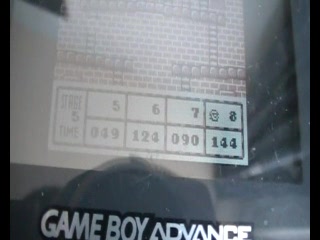 STAGE 5 6 7 8
5
TIME 049 124 090 144
GAME BOY ADVANCE